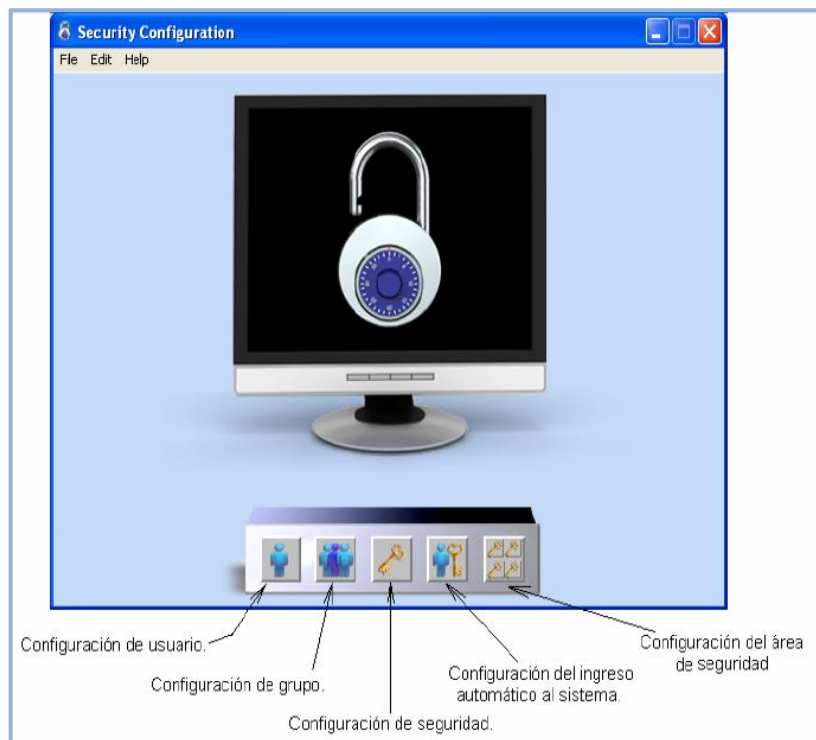 Security Configuration
File Edit Help
Configuración de usuario.
Configuración de grupo.
Configuración de seguridad.
Configuración del ingreso
automático al sistema.
Configuración del área
de seguridad